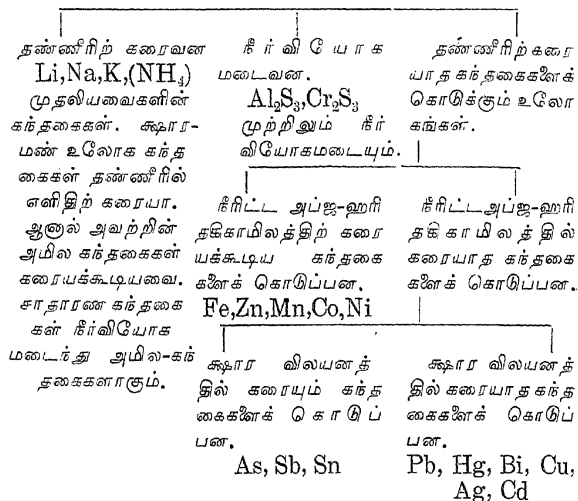 தண்ணீரிற் கரைவன
Li,Na,K,(NH₄)
முதலியவைகளின்
கந்தகைகள். க்ஷார-
மண் உலோக கந்த
கைகள் தண்ணீரில்
எளிதிற் கரையா.
ஆனால் அவற்றின்
அமில கந்தகைகள்
கரையக்கூடியவை.
சாதாரண கந்தகை
கள் நீர்வியோக
மடைந்து அமில-கந்
தகைகளாகும்.
நீர் வி யோ க
மடைவன.
Al₂S₃,Cr₂S₃
முற்றிலும் நீர்
வியோகமடையும்.
தண்ணீரிற்கரை
யாதகந்தகைகளைக்
கொடுக்கும் உலோ
கங்கள்.
நீரிட்ட அப்ஜ-ஹரி
தகிகாமிலத்திற் கரை
யக்கூடிய கந்தகை
களைக் கொடுப்பன.
Fe,Zn,Mn,Co,Ni
நீரிட்டஅப்ஜ-ஹரி
தகிகாமிலத்தில்
கரையாத கந்தகை
களைக் கொடுப்பன.
க்ஷார விலயனத்
தில் கரையும் கந்த
கைகளைக் கொடுப்
பன.
As, Sb, Sn
க்ஷார விலயனத்
தில் கரையாதகந்த
கைகளைக் கொடுப்
பன.
Pb, Hg, Bi, Cu,
Ag, Cd